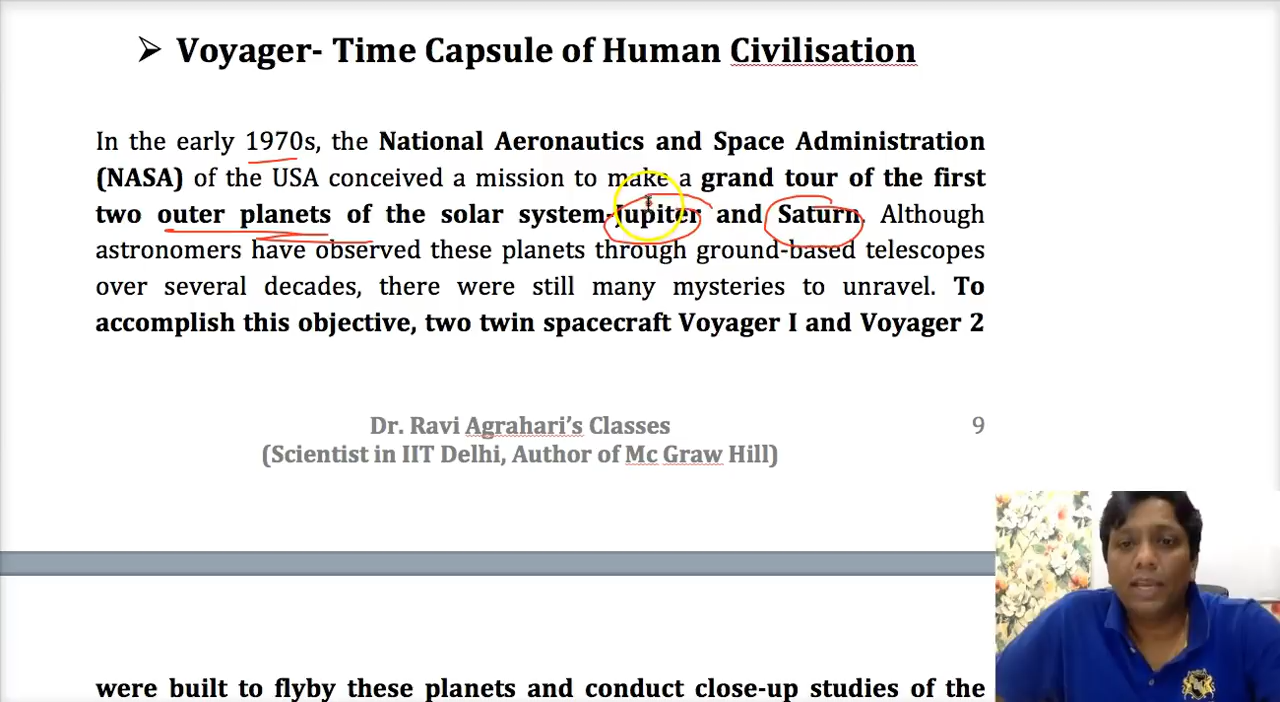 ➢ Voyager- Time Capsule of Human Civilisation
In the early 1970s, the National Aeronautics and Space Administration
(NASA) of the USA conceived a mission to make a grand tour of the first
two outer planets of the solar system-Jupiter and Saturn. Although
astronomers have observed these planets through ground-based telescopes
over several decades, there were still many mysteries to unravel. To
accomplish this objective, two twin spacecraft Voyager I and Voyager 2
Dr. Ravi Agrahari's Classes 9
(Scientist in IIT Delhi, Author of Mc Graw Hill)
were built to flyby these planets and conduct close-up studies of the